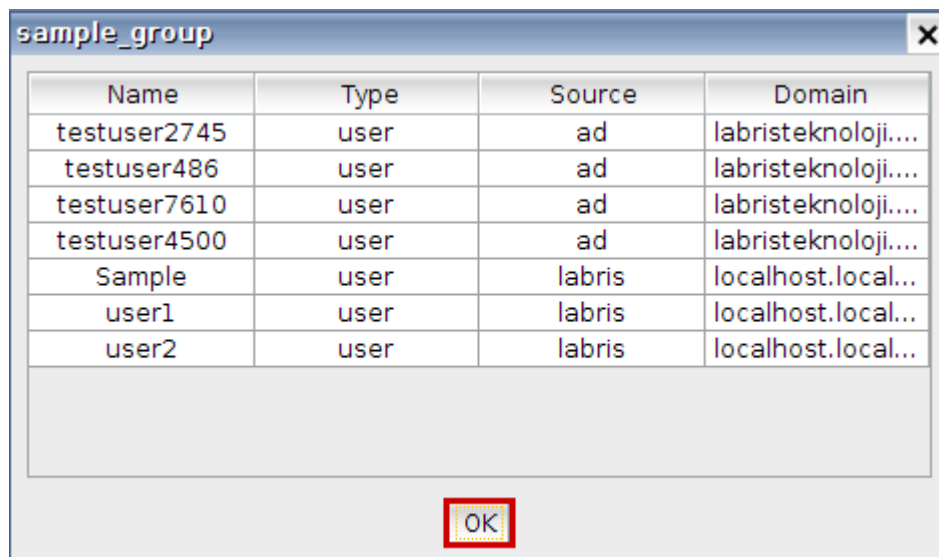 sample_group
Name Type Source Domain
testuser2745 user ad labristeknoloji....
testuser486 user ad labristeknoloji....
testuser7610 user ad labristeknoloji....
testuser4500 user ad labristeknoloji....
Sample user labris localhost.local...
user1 user labris localhost.local...
user2 user labris localhost.local...
OK